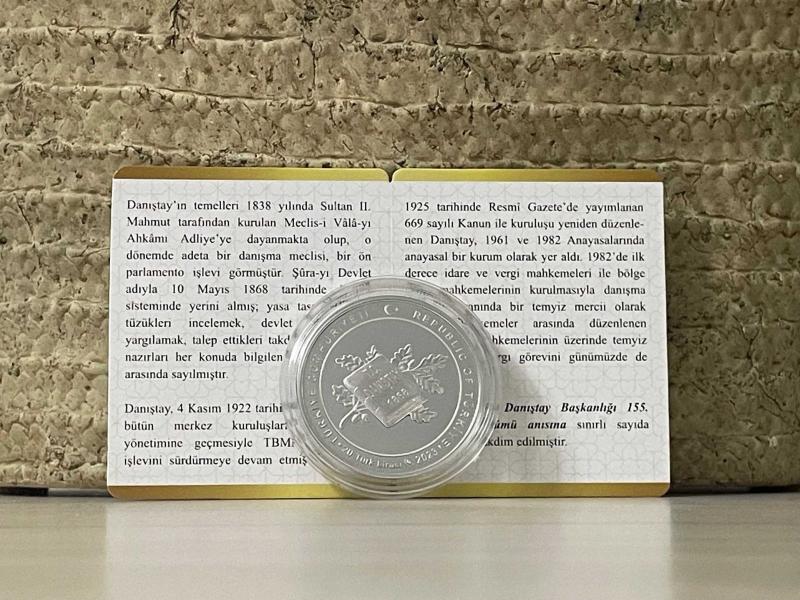 Danıştay'ın temelleri 1838 yılında Sultan II.
Mahmut tarafından kurulan Meclis-i Vâlâ-yı
Ahkâmı Adliye'ye dayanmakta olup, o
dönemde adeta bir danışma meclisi, bir ön
parlamento işlevi görmüştür. Şûra-yı Devlet
adıyla 10 Mayıs 1868 tarihinde
sisteminde yerini almış; yasa
tüzükleri incelemek, devlet
yargılamak, talep ettikleri
nazırları her konuda
arasında sayılmıştır.
Danıştay, 4 Kasım 1922
bütün merkez
yönetimine geçmesiyle
işlevini sürdürmeye devam etmiş
1925 tarihinde Resmî Gazete'de yayımlanan
669 sayılı Kanun ile kuruluşu yeniden düzenle-
nen Danıştay, 1961 ve 1982 Anayasalarında
anayasal bir kurum olarak yer aldı. 1982'de ilk
derece idare ve vergi mahkemeleri ile bölge
mahkemelerinin kurulmasıyla danışma
bir temyiz mercii olarak
arasında düzenlenen
üzerinde temyiz
görevini günümüzde de
Danıştay Başkanlığı 155.
anısına sınırlı sayıda
edilmiştir.
TÜRKİYE CUMHURİYETİ
REPUBLIC OF TÜRKİYE
DANIŞTAY
1868
20 Türk Lirası
2023